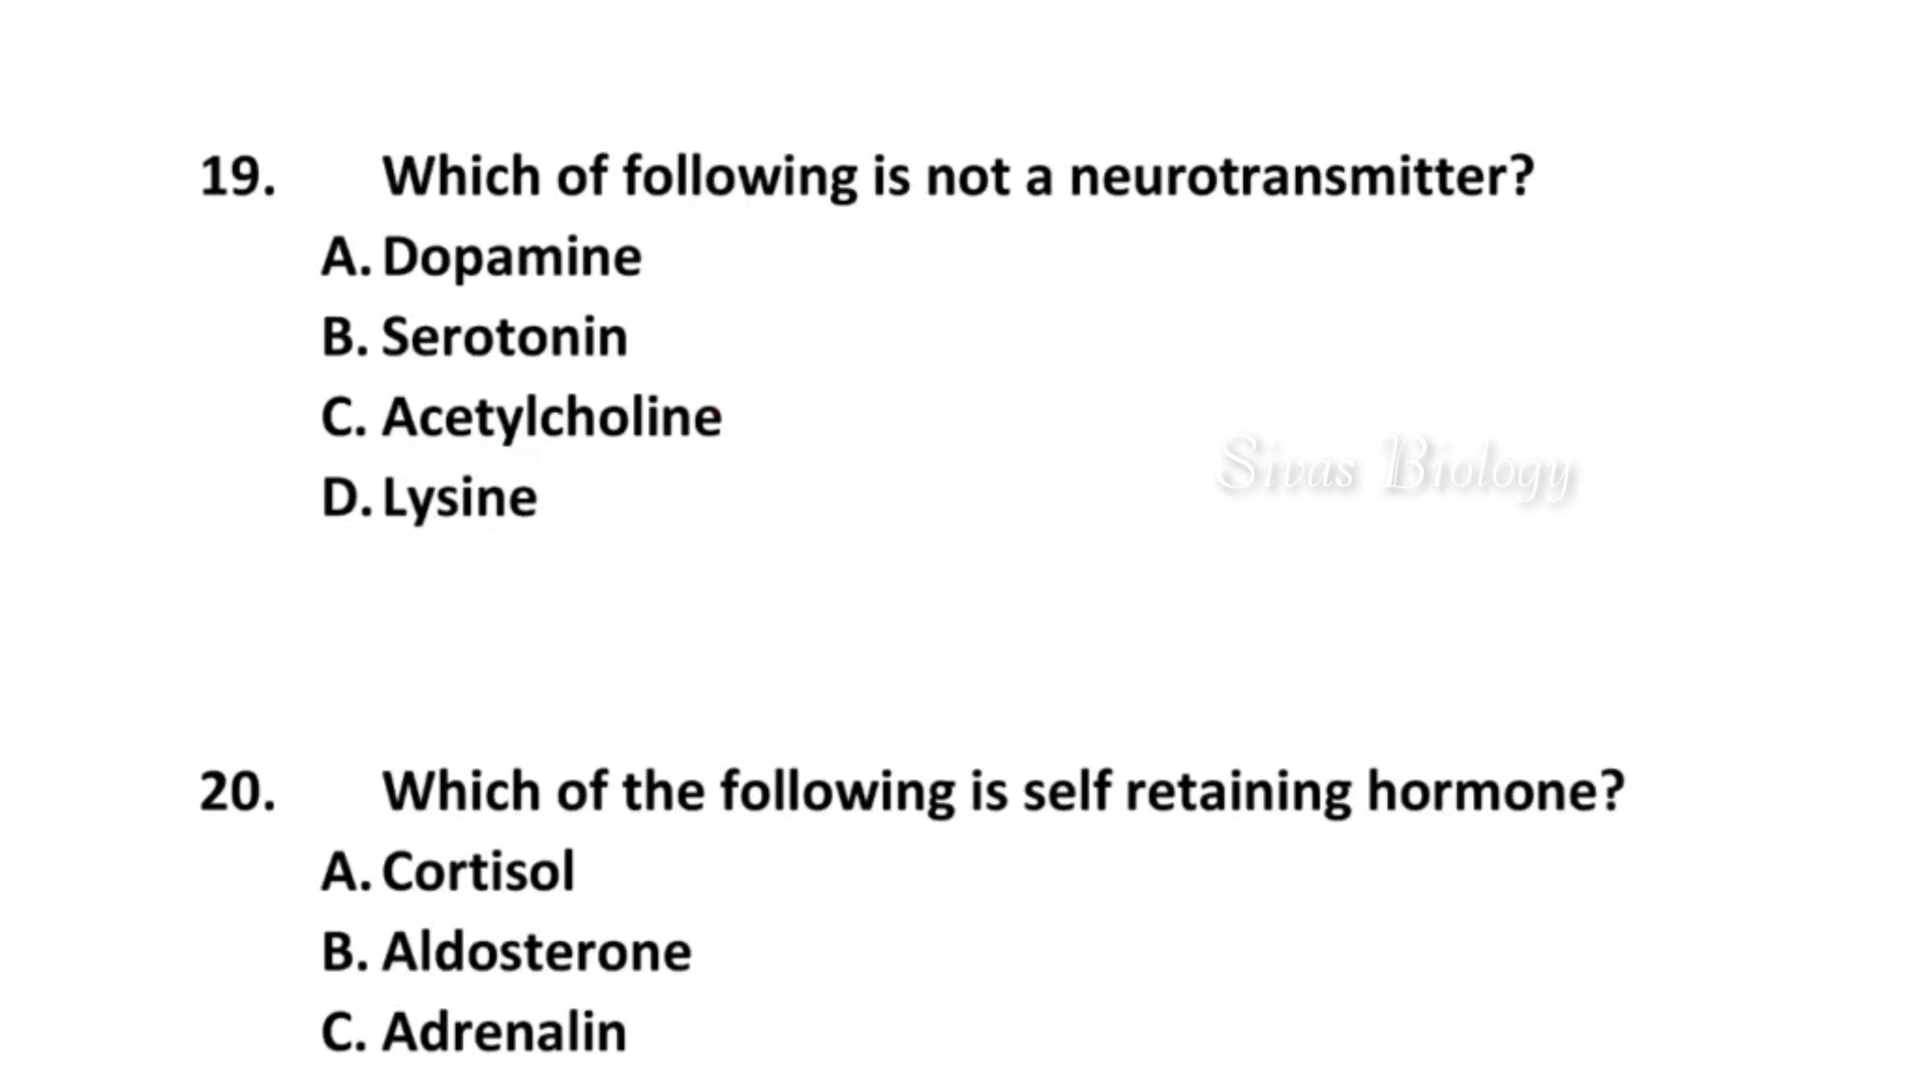 19. Which of following is not a neurotransmitter?
A. Dopamine
B. Serotonin
C. Acetylcholine
D. Lysine
Sivas Biology
20. Which of the following is self retaining hormone?
A. Cortisol
B. Aldosterone
C. Adrenalin